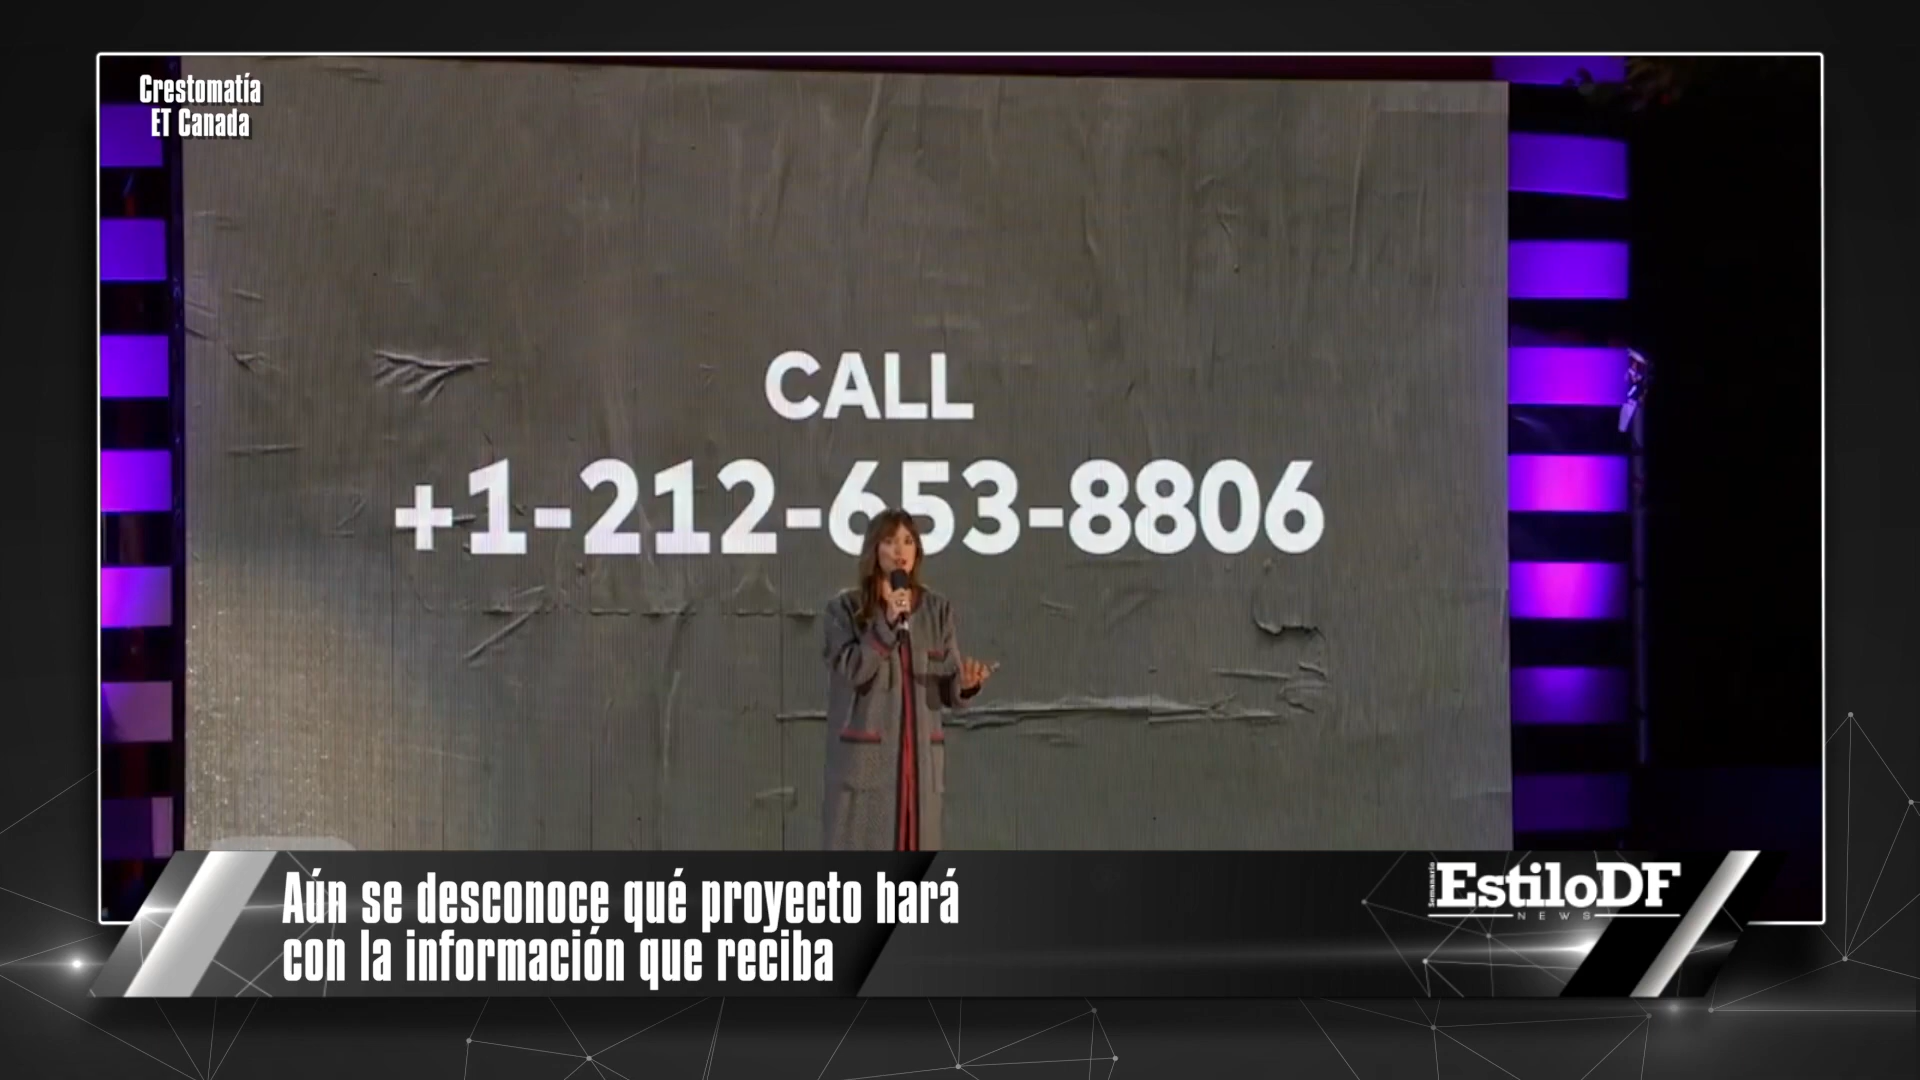 Crestomatía
ET Canada
CALL
+1-212-653-8806
Aún se desconoce qué proyecto hará
con la información que reciba
Semanario
EstiloDF
NEWS